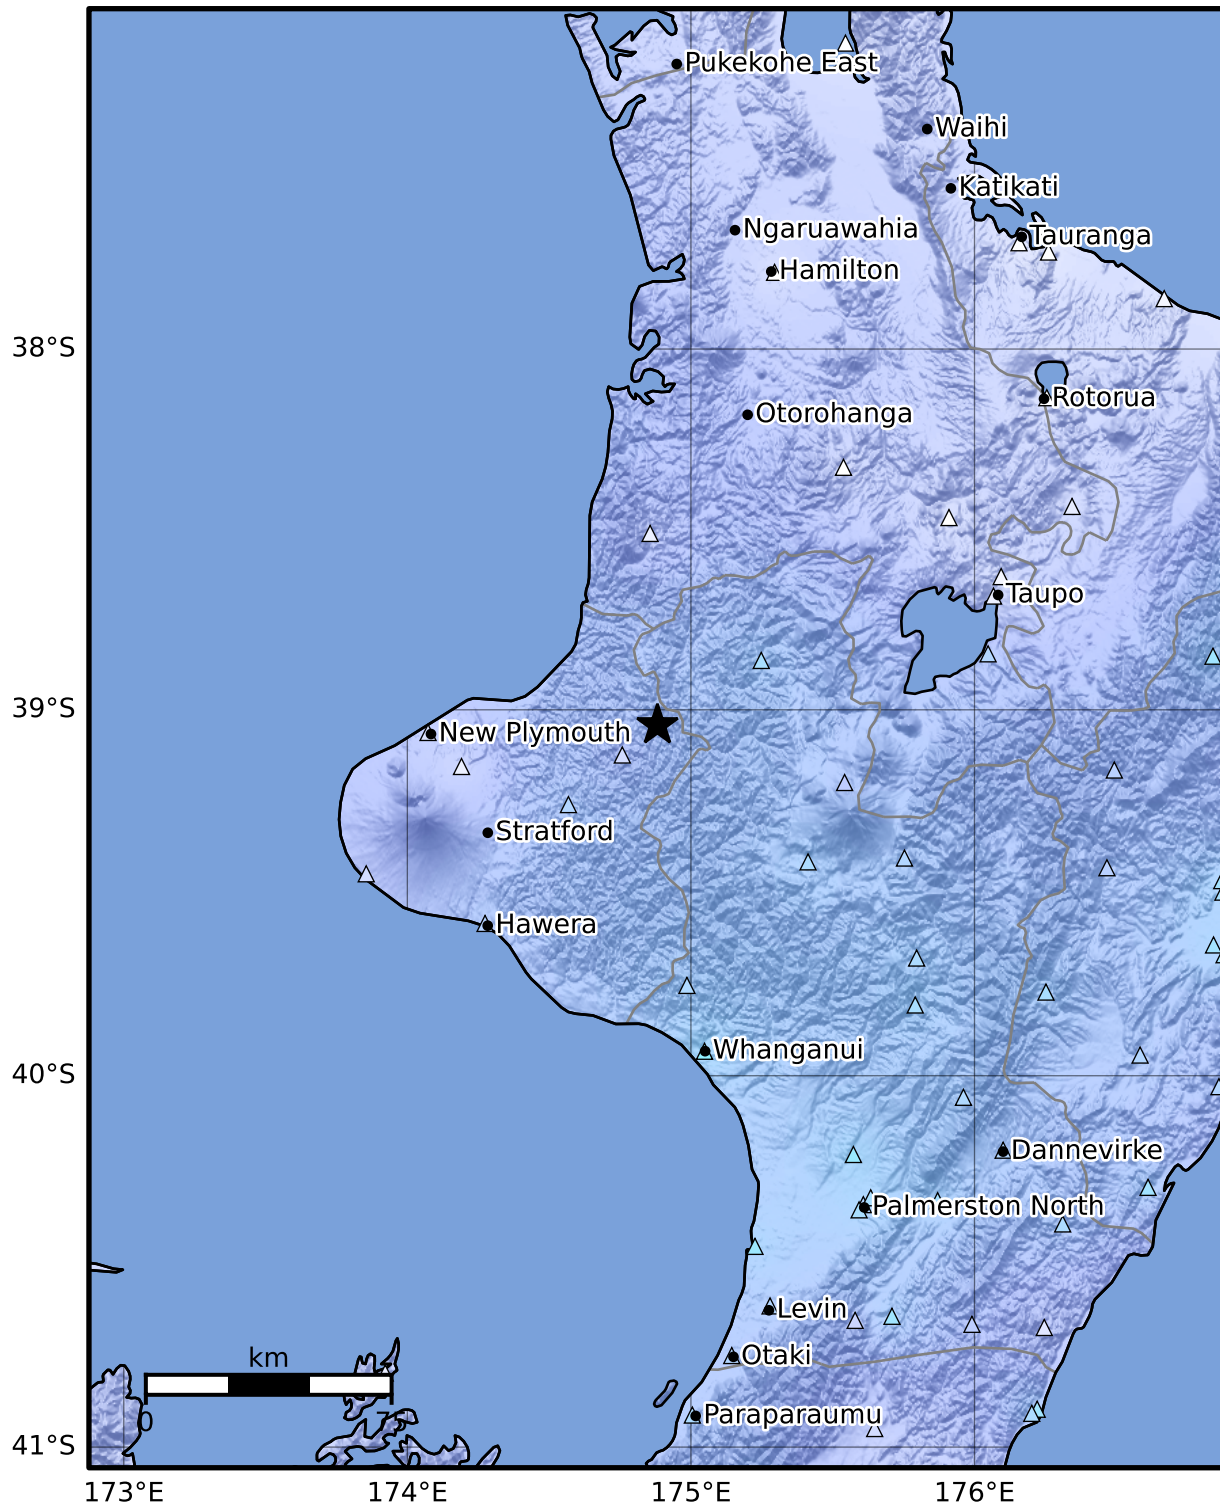 Pukekohe East
Waihi
Katikati
Ngaruawahia
Tauranga
Hamilton
38°S
Rotorua
Otorohanga
Taupo
39°S
New Plymouth
Stratford
Hawera
Whanganui
40°S
Dannevirke
Palmerston North
Levin
km
Otaki
0
Paraparaumu
41°S
173°E
174°E
175°E
176°E